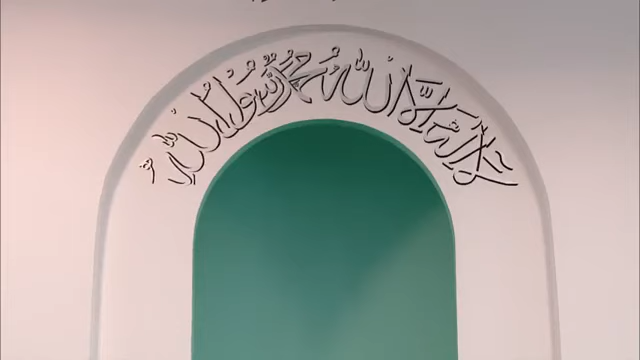 لا إله إلا الله محمد رسول الله